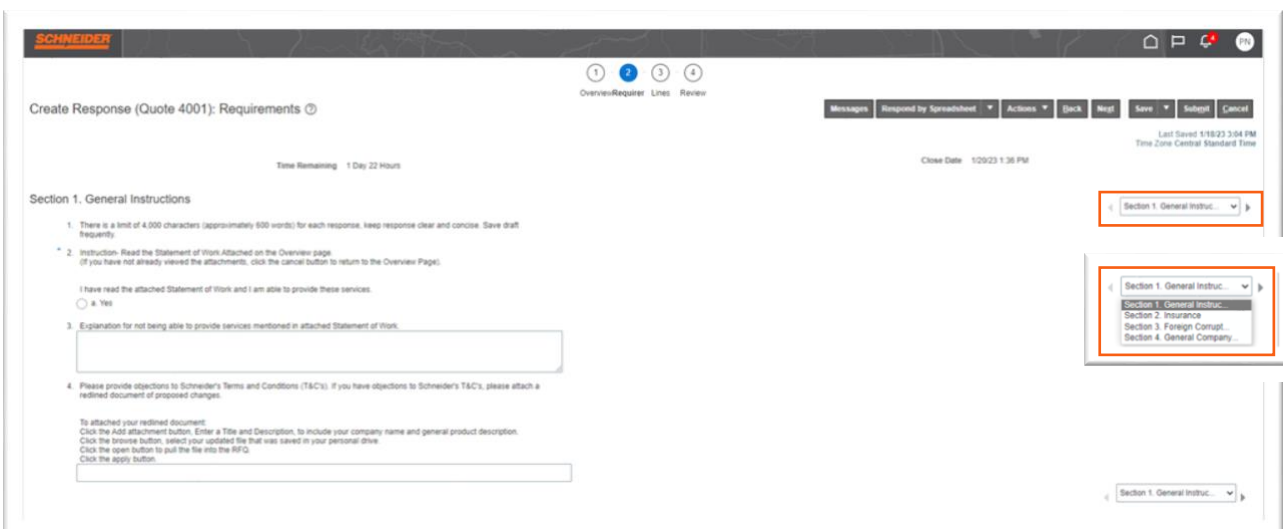 SCHNEIDER
4
PN
1 2 3 4
Overview Requirer Lines Review
Create Response (Quote 4001): Requirements
Messages Respond by Spreadsheet Actions Back Next Save Submit Cancel
Last Saved 1/18/23 3:04 PM
Time Zone Central Standard Time
Time Remaining 1 Day 22 Hours
Close Date 1/20/23 1:36 PM
Section 1. General Instructions
Section 1. General Instruc...
1. There is a limit of 4,000 characters (approximately 600 words) for each response, keep response clear and concise. Save draft
frequently.
* 2. Instruction- Read the Statement of Work Attached on the Overview page.
(If you have not already viewed the attachments, click the cancel button to return to the Overview Page).
I have read the attached Statement of Work and I am able to provide these services.
a. Yes
Section 1. General Instruc...
Section 1. General Instruc...
Section 2. Insurance
Section 3. Foreign Corrupt...
Section 4. General Company...
3. Explanation for not being able to provide services mentioned in attached Statement of Work.
4. Please provide objections to Schneider's Terms and Conditions (T&C's). If you have objections to Schneider's T&C's, please attach a
redlined document of proposed changes.
To attached your redlined document:
Click the Add attachment button, Enter a Title and Description, to include your company name and general product description.
Click the browse button, select your updated file that was saved in your personal drive.
Click the open button to pull the file into the RFQ.
Click the apply button.
Section 1. General Instruc...